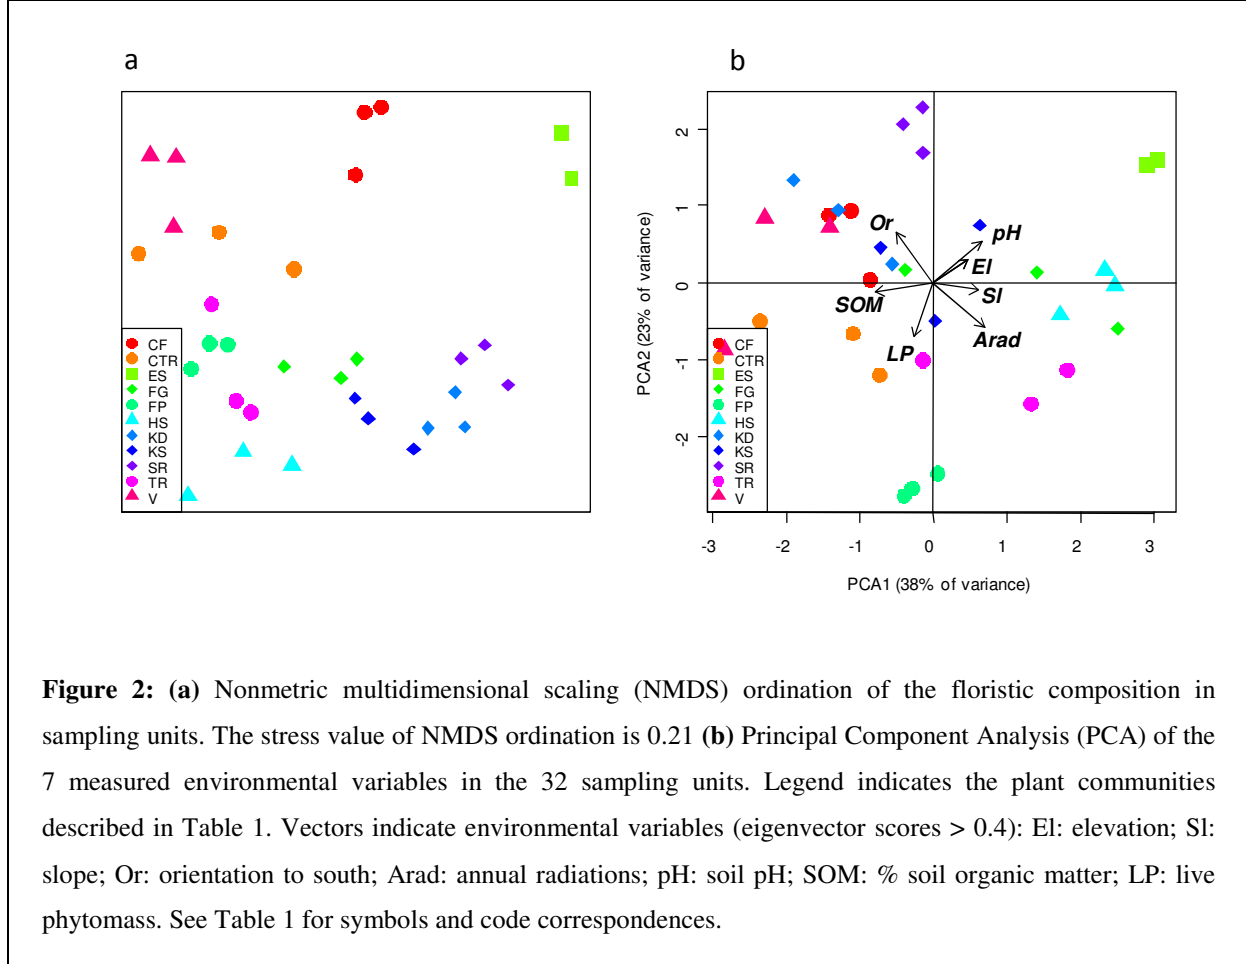 a
CF
CTR
ES
FG
FP
HS
KD
KS
SR
TR
V
b
PCA2 (23% of variance)
2
1
0
-1
-2
Or
pH
El
Sl
SOM
Arad
LP
CF
CTR
ES
FG
FP
HS
KD
KS
SR
TR
V
-3 -2 -1 0 1 2 3
PCA1 (38% of variance)
Figure 2: (a) Nonmetric multidimensional scaling (NMDS) ordination of the floristic composition in
sampling units. The stress value of NMDS ordination is 0.21 (b) Principal Component Analysis (PCA) of the
7 measured environmental variables in the 32 sampling units. Legend indicates the plant communities
described in Table 1. Vectors indicate environmental variables (eigenvector scores > 0.4): El: elevation; Sl:
slope; Or: orientation to south; Arad: annual radiations; pH: soil pH; SOM: % soil organic matter; LP: live
phytomass. See Table 1 for symbols and code correspondences.